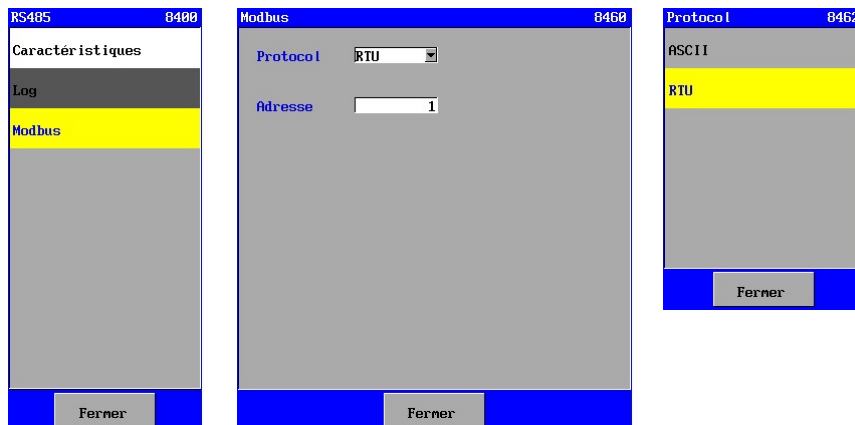 RS485 8400
Caractéristiques
Log
Modbus
Fermer
Modbus 8460
Protocol RTU
Adresse 1
Fermer
Protocol 8462
ASCII
RTU
Fermer